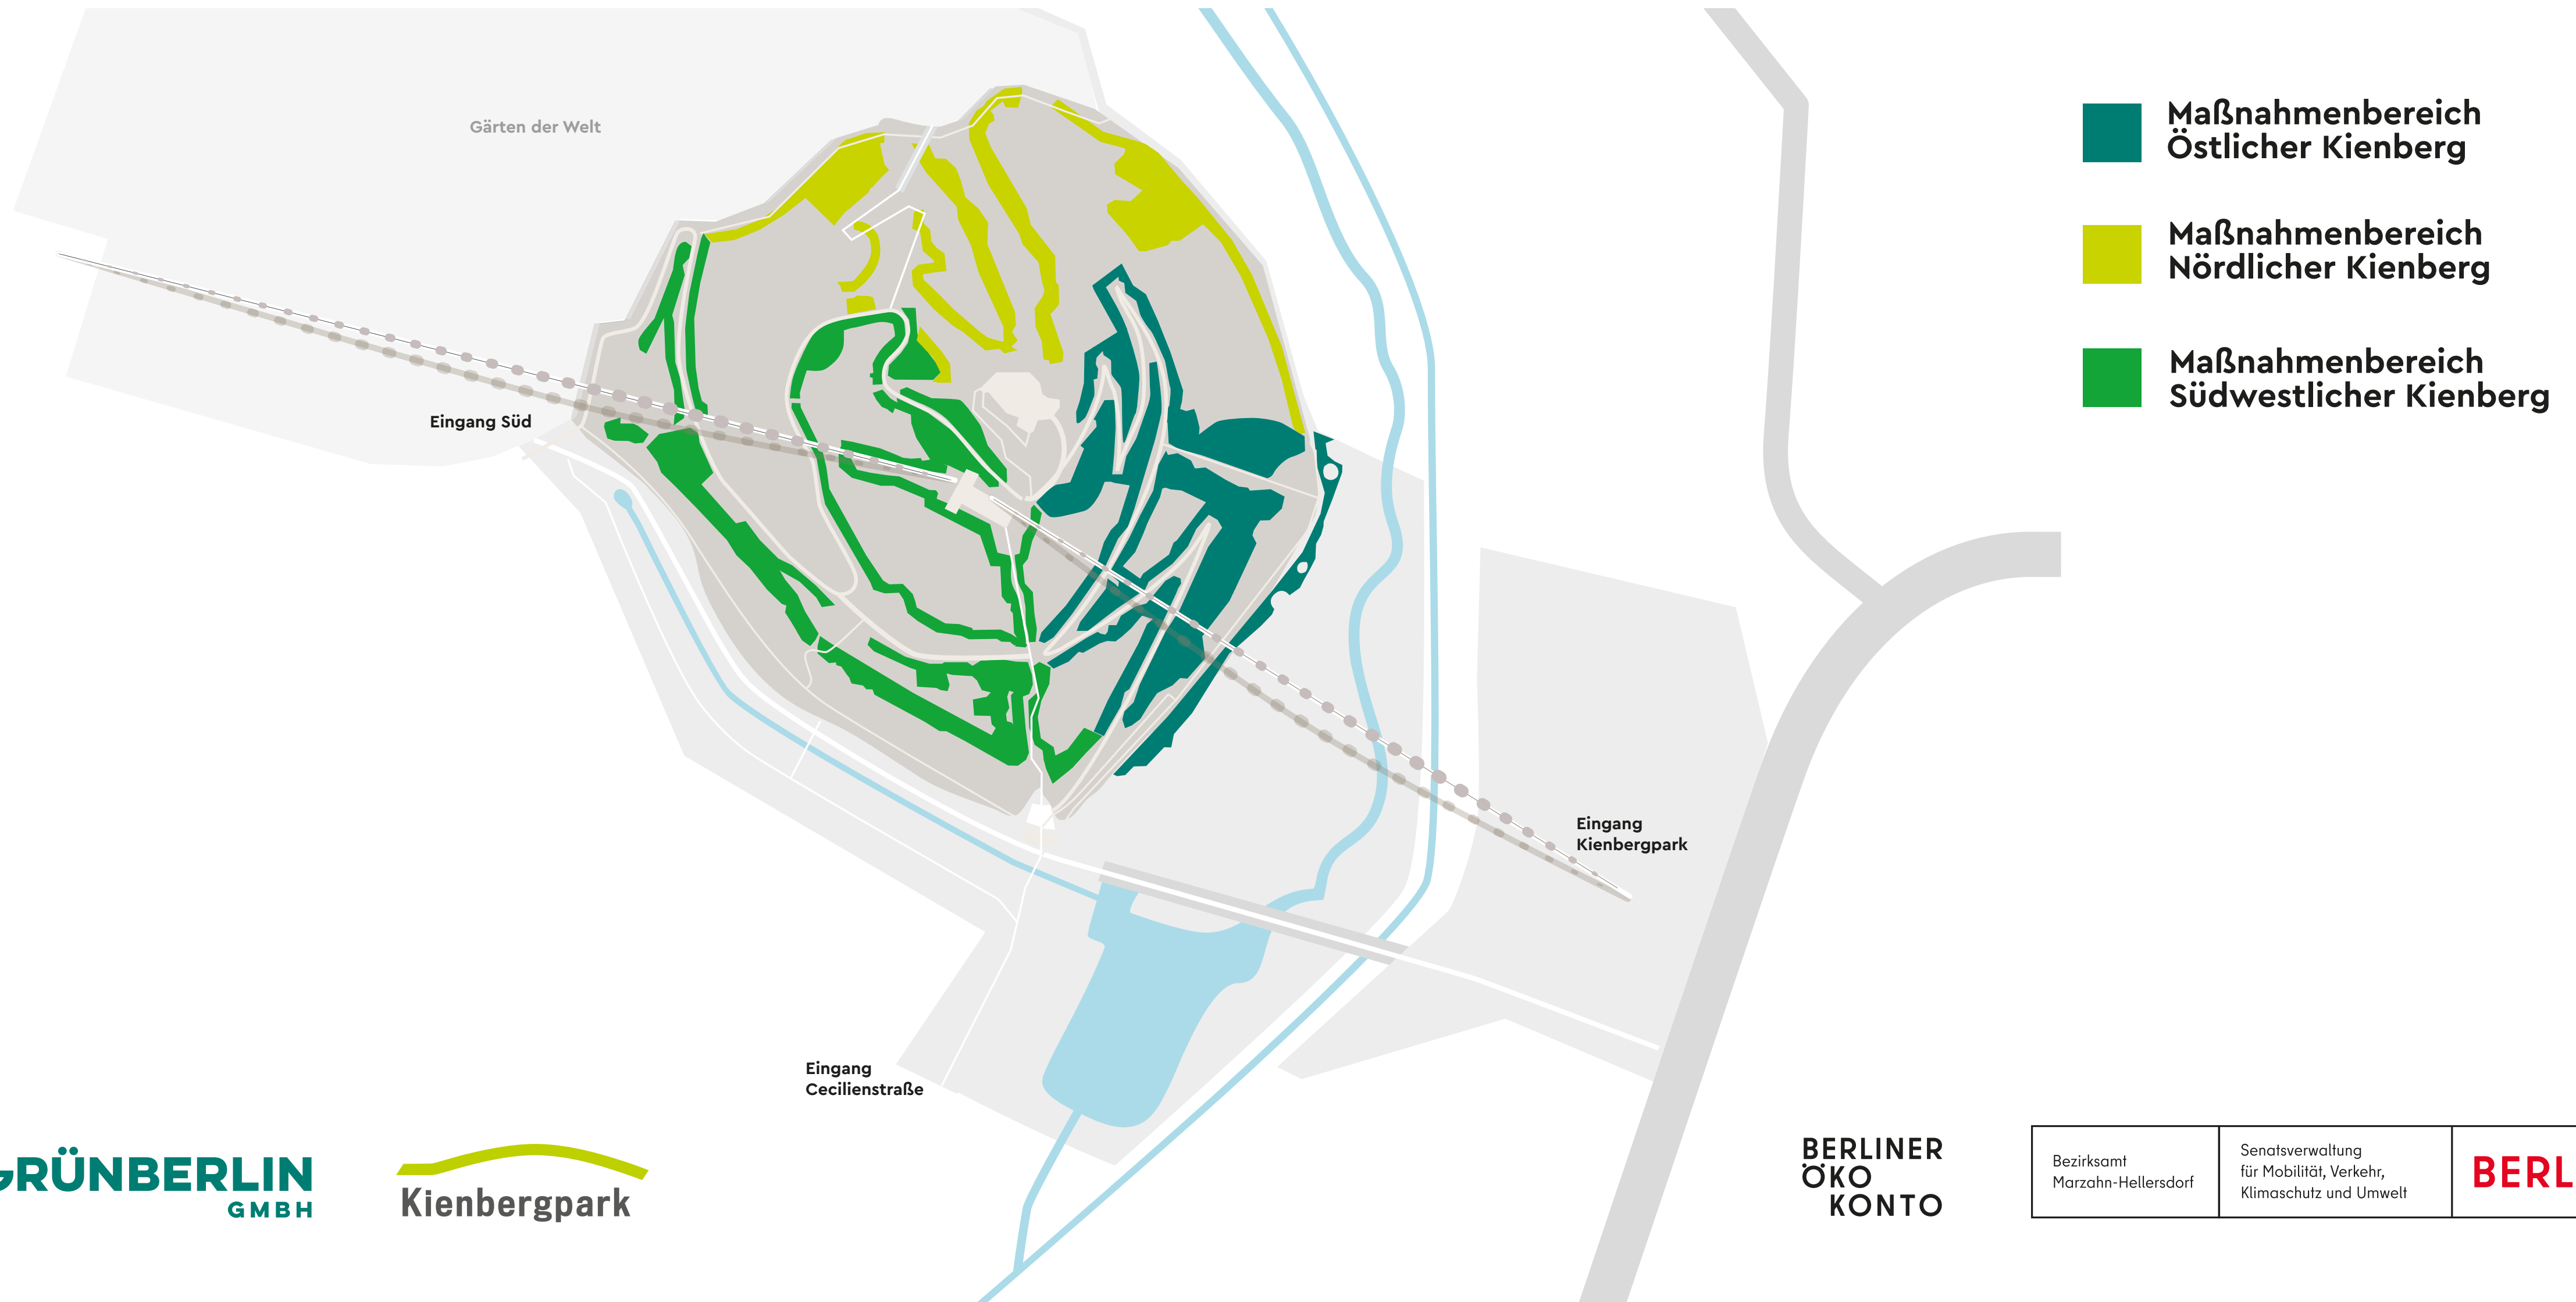 Gärten der Welt
Maßnahmenbereich
Östlicher Kienberg
Maßnahmenbereich
Nördlicher Kienberg
Maßnahmenbereich
Südwestlicher Kienberg
Eingang Süd
Eingang
Kienbergpark
Eingang
Cecilienstraße
GRÜNBERLIN
GMBH
Kienbergpark
BERLINER
ÖKO
KONTO
Bezirksamt
Marzahn-Hellersdorf
Senatsverwaltung
für Mobilität, Verkehr,
Klimaschutz und Umwelt
BERL